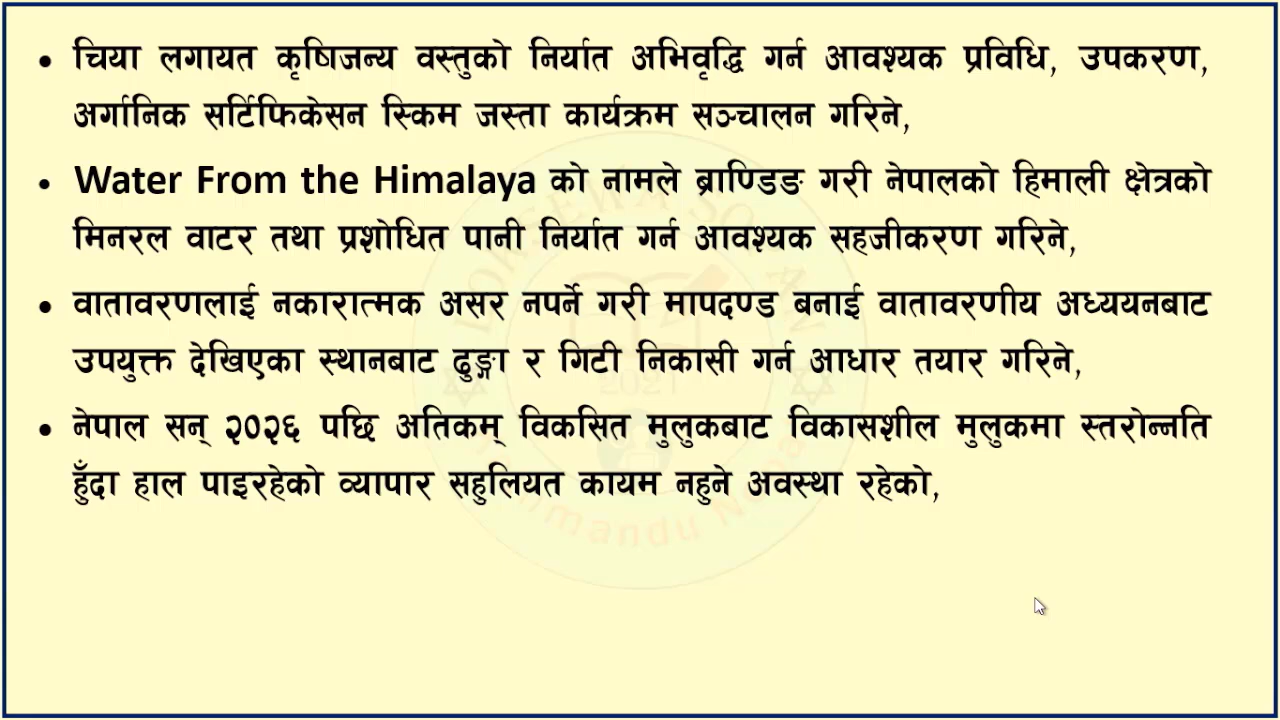 • चिया लगायत कृषिजन्य वस्तुको निर्यात अभिवृद्धि गर्न आवश्यक प्रविधि, उपकरण,
अर्गानिक सर्टिफिकेसन स्किम जस्ता कार्यक्रम सञ्चालन गरिने,
• Water From the Himalaya को नामले ब्राण्डिङ गरी नेपालको हिमाली क्षेत्रको
मिनरल वाटर तथा प्रशोधित पानी निर्यात गर्न आवश्यक सहजीकरण गरिने,
• वातावरणलाई नकारात्मक असर नपर्ने गरी मापदण्ड बनाई वातावरणीय अध्ययनबाट
उपयुक्त देखिएका स्थानबाट ढुङ्गा र गिटी निकासी गर्न आधार तयार गरिने,
• नेपाल सन् २०२६ पछि अतिकम् विकसित मुलुकबाट विकासशील मुलुकमा स्तरोन्नति
हुँदा हाल पाइरहेको व्यापार सहुलियत कायम नहुने अवस्था रहेको,
2021